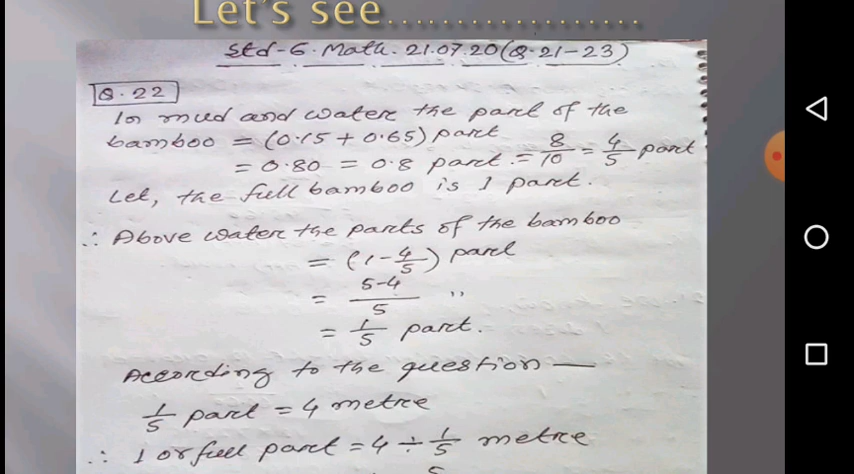 Let's see...................
Std-6. Math. 21.07.20(Q.21-23)
Q.22
In mud and water the part of the
bamboo = (0.15 + 0.65) part
= 0.80 = 0.8 part. = 8/10 = 4/5 part
Let, the full bamboo is 1 part.
∴ Above water the parts of the bamboo
= (1 - 4/5) part
= 5-4/5 ,,
= 1/5 part.
According to the question —
1/5 part = 4 metre
∴ 1 or full part = 4 ÷ 1/5 metre
5